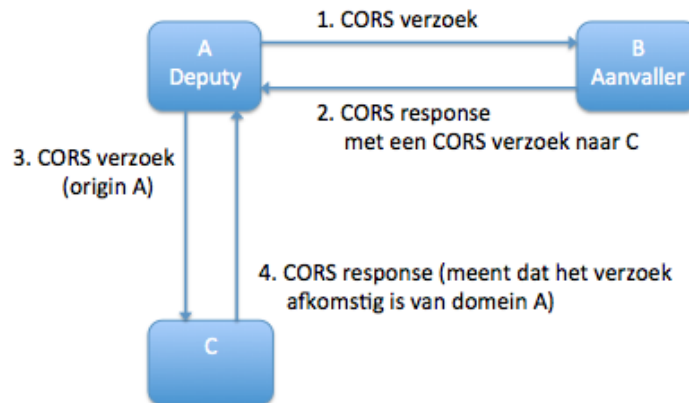 1. CORS verzoek
A
Deputy
B
Aanvaller
2. CORS response
met een CORS verzoek naar C
3. CORS verzoek
(origin A)
4. CORS response (meent dat het verzoek
afkomstig is van domein A)
C